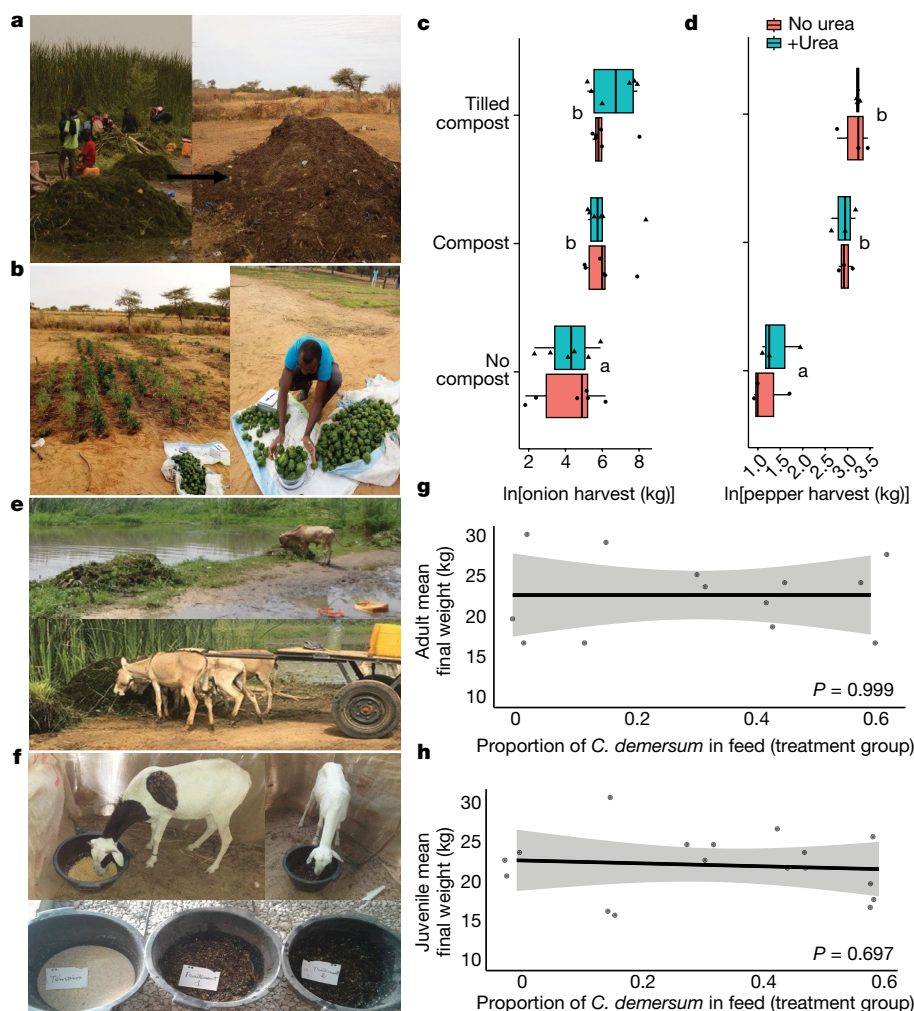 a
b
c
d
No urea
+Urea
Tilled
compost
b
b
Compost
b
b
No
compost
a
a
2
4
6
8
1.0
1.5
2.0
2.5
3.0
3.5
ln[onion harvest (kg)]
ln[pepper harvest (kg)]
e
g
30
25
20
15
10
Adult mean
final weight (kg)
P = 0.999
0
0.2
0.4
0.6
Proportion of C. demersum in feed (treatment group)
f
h
30
25
20
15
10
Juvenile mean
final weight (kg)
P = 0.697
0
0.2
0.4
0.6
Proportion of C. demersum in feed (treatment group)